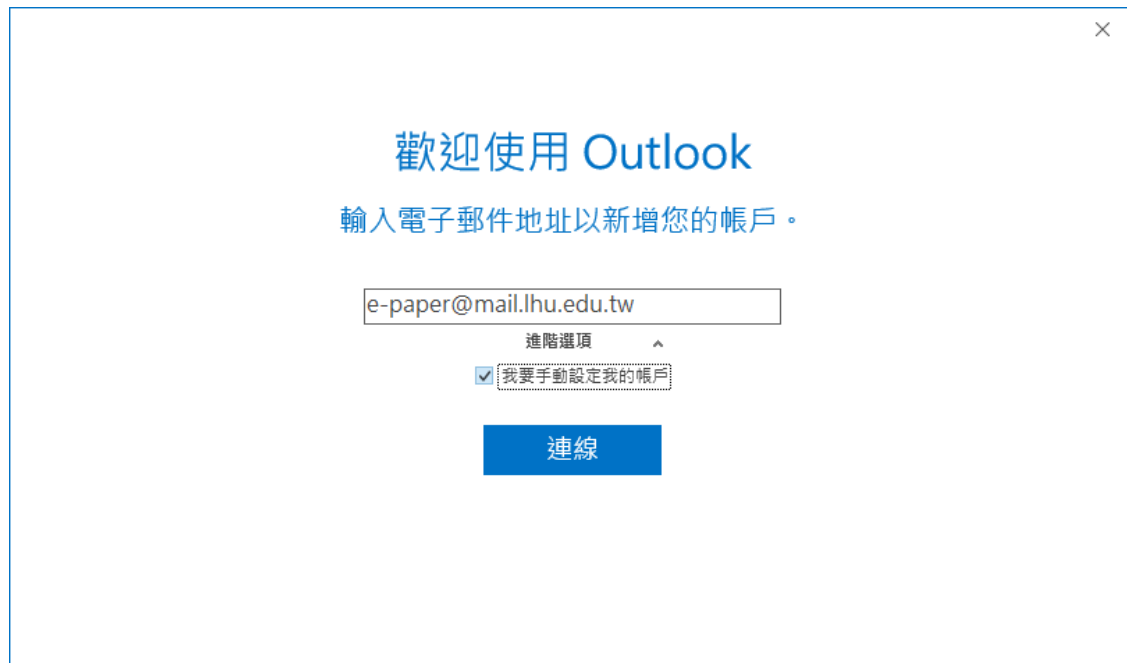 歡迎使用 Outlook
輸入電子郵件地址以新增您的帳戶。
e-paper@mail.lhu.edu.tw
進階選項
我要手動設定我的帳戶
連線